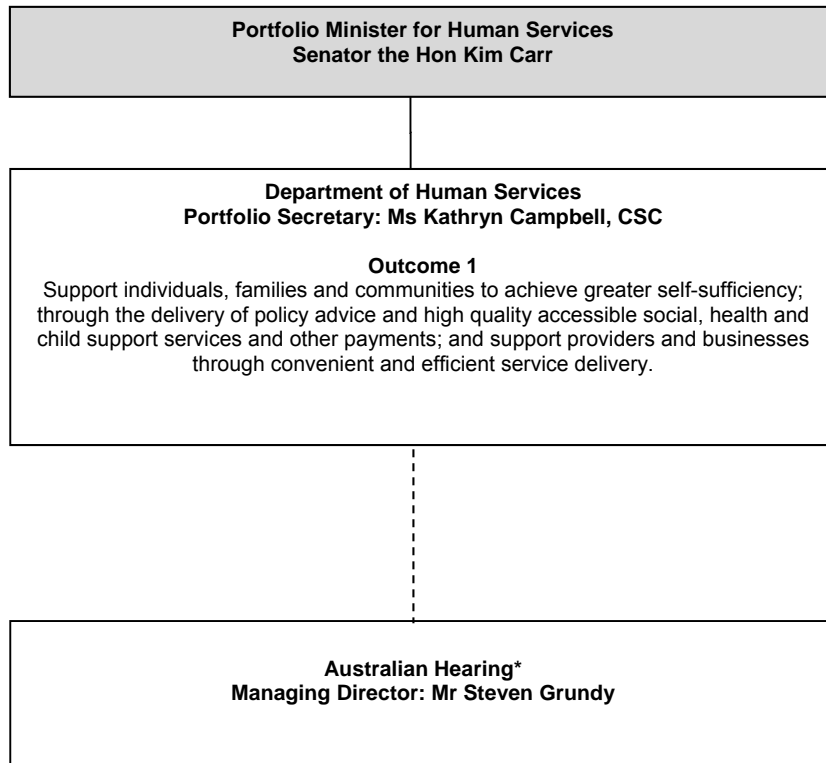 Portfolio Minister for Human Services
Senator the Hon Kim Carr
Department of Human Services
Portfolio Secretary: Ms Kathryn Campbell, CSC
Outcome 1
Support individuals, families and communities to achieve greater self-sufficiency;
through the delivery of policy advice and high quality accessible social, health and
child support services and other payments; and support providers and businesses
through convenient and efficient service delivery.
Australian Hearing*
Managing Director: Mr Steven Grundy